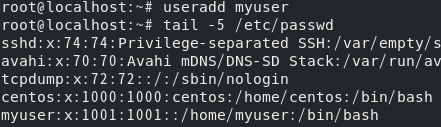 root@localhost:~# useradd myuser
root@localhost:~# tail -5 /etc/passwd
sshd:x:74:74:Privilege-separated SSH:/var/empty/s
avahi:x:70:70:Avahi mDNS/DNS-SD Stack:/var/run/av
tcpdump:x:72:72::/:/sbin/nologin
centos:x:1000:1000:centos:/home/centos:/bin/bash
myuser:x:1001:1001::/home/myuser:/bin/bash